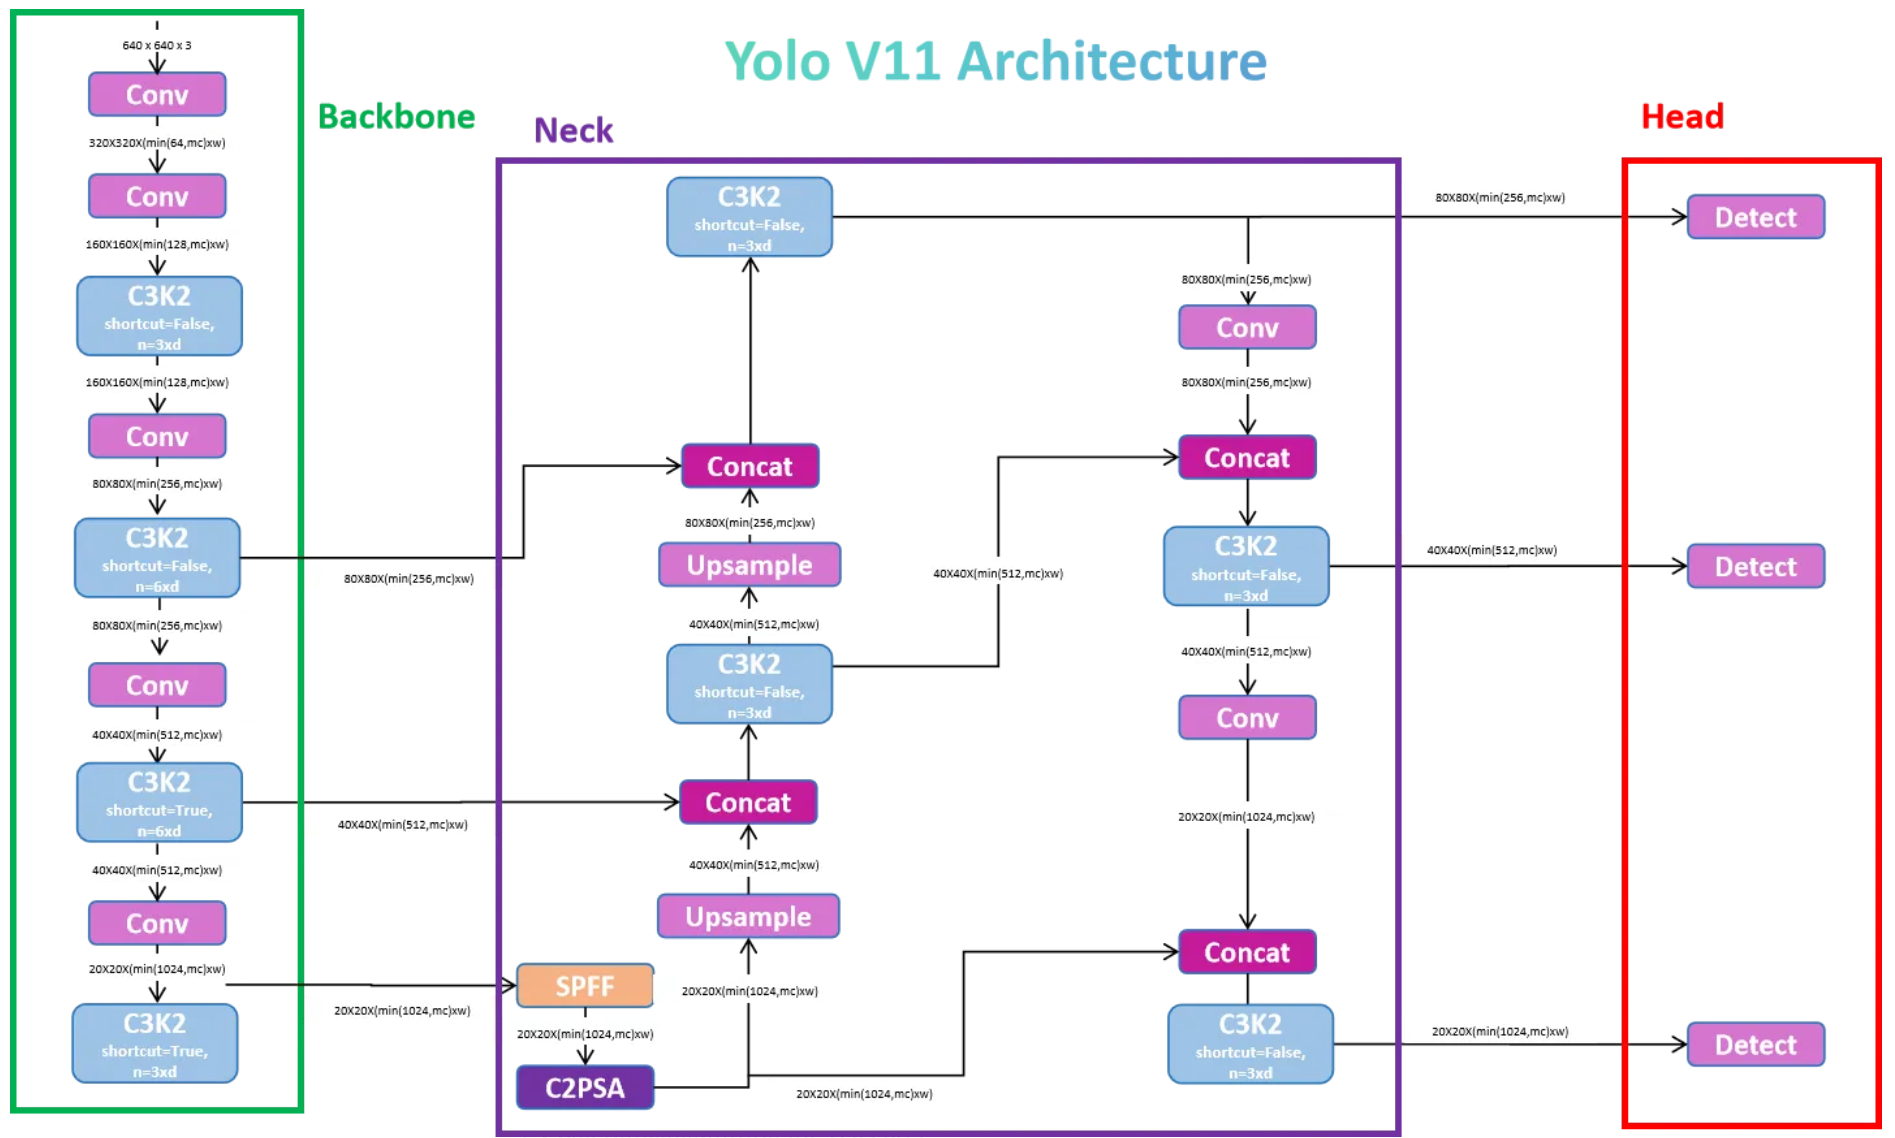 Yolo V11 Architecture
Backbone
640 x 640 x 3
Conv
320X320X(min(64,mc)xw)
Conv
160X160X(min(128,mc)xw)
C3K2
shortcut=False,
n=3xd
160X160X(min(128,mc)xw)
Conv
80X80X(min(256,mc)xw)
C3K2
shortcut=False,
n=6xd
80X80X(min(256,mc)xw)
80X80X(min(256,mc)xw)
Conv
40X40X(min(512,mc)xw)
C3K2
shortcut=True,
n=6xd
40X40X(min(512,mc)xw)
40X40X(min(512,mc)xw)
Conv
20X20X(min(1024,mc)xw)
20X20X(min(1024,mc)xw)
C3K2
shortcut=True,
n=3xd
Neck
C3K2
shortcut=False,
n=3xd
Concat
80X80X(min(256,mc)xw)
Upsample
40X40X(min(512,mc)xw)
C3K2
shortcut=False,
n=3xd
Concat
40X40X(min(512,mc)xw)
Upsample
20X20X(min(1024,mc)xw)
SPFF
20X20X(min(1024,mc)xw)
C2PSA
20X20X(min(1024,mc)xw)
40X40X(min(512,mc)xw)
80X80X(min(256,mc)xw)
Conv
80X80X(min(256,mc)xw)
Concat
C3K2
shortcut=False,
n=3xd
40X40X(min(512,mc)xw)
Conv
20X20X(min(1024,mc)xw)
Concat
C3K2
shortcut=False,
n=3xd
Head
80X80X(min(256,mc)xw)
Detect
40X40X(min(512,mc)xw)
Detect
20X20X(min(1024,mc)xw)
Detect